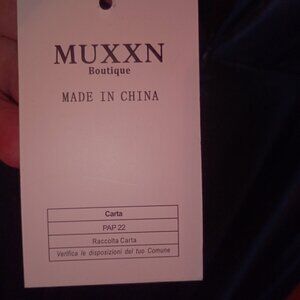 MUXXN
Boutique
MADE IN CHINA
Carta
PAP 22
Raccolta Carta
Verifica le disposizioni del tuo Comune